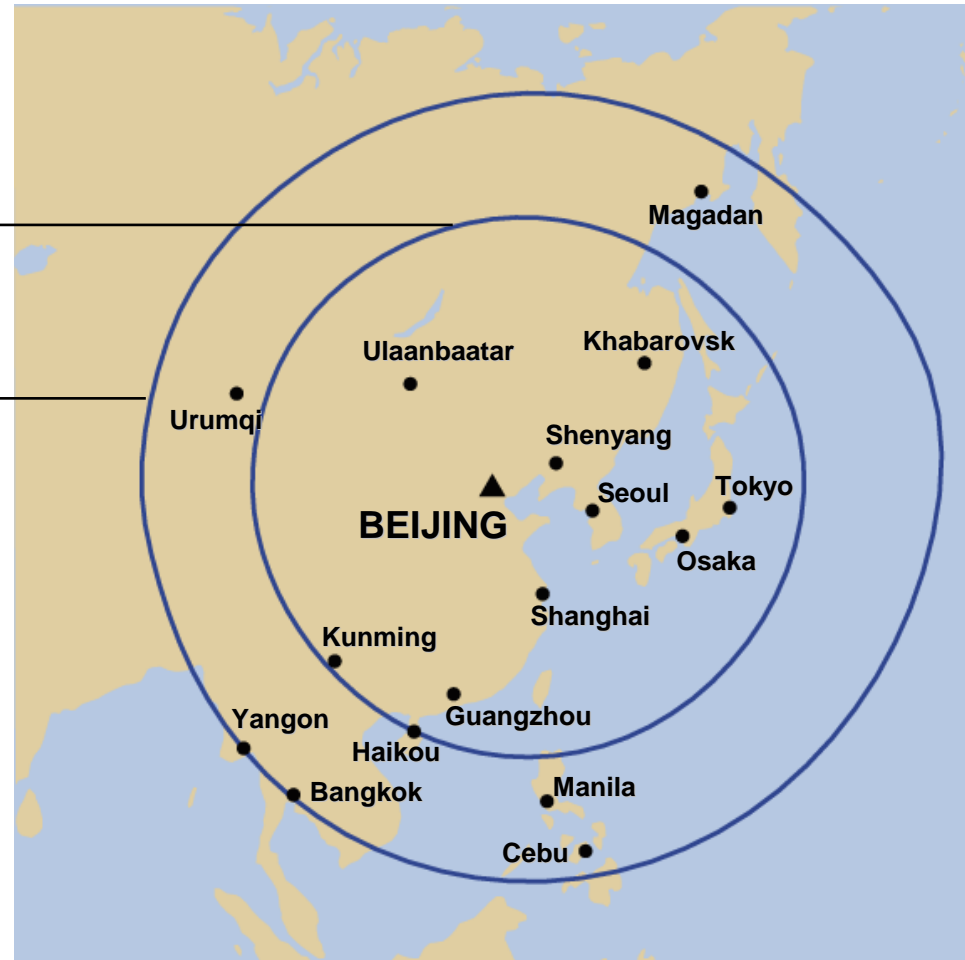 Magadan
Khabarovsk
Ulaanbaatar
Urumqi
Shenyang
Seoul
Tokyo
BEIJING
Osaka
Shanghai
Kunming
Guangzhou
Yangon
Haikou
Bangkok
Manila
Cebu